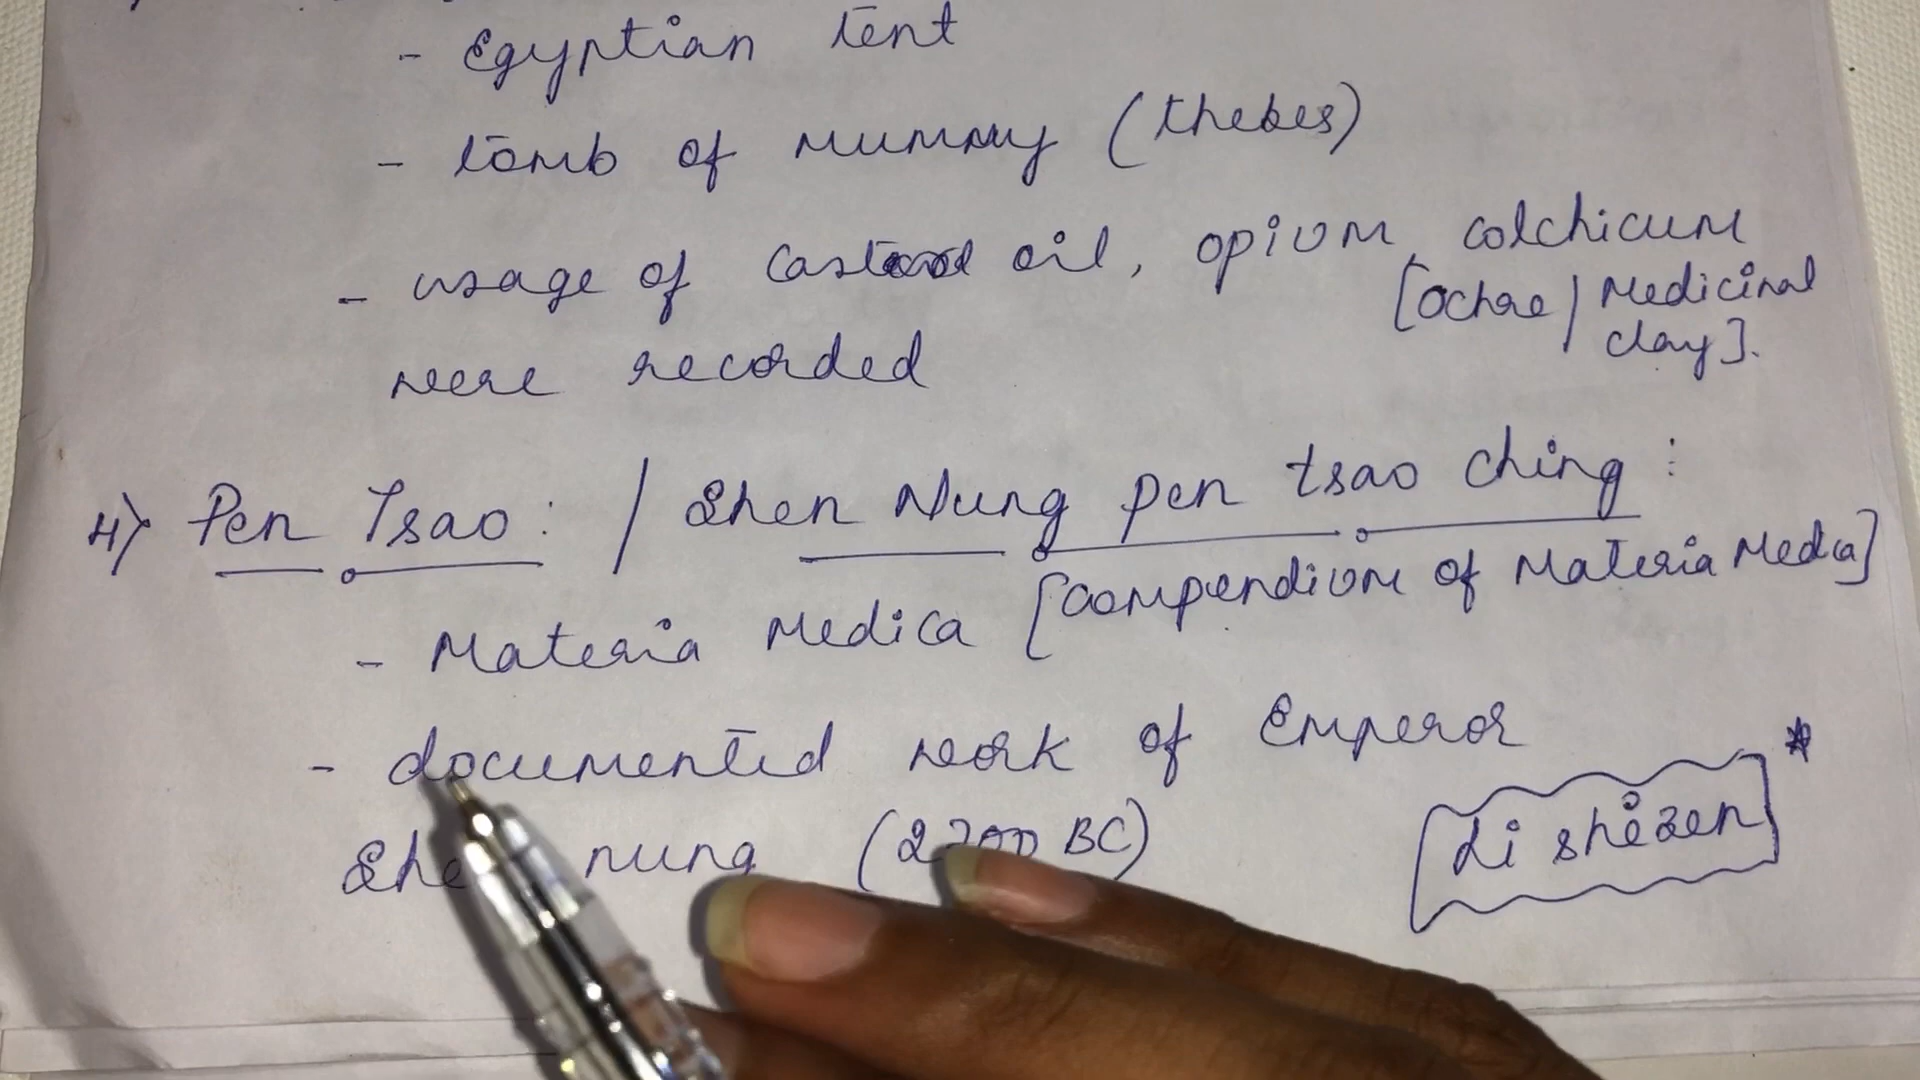 - Egyptian tent
- tomb of mummy (thebes)
- usage of Castorol oil, opium, colchicum
[Ochre / Medicinal
clay].
were recorded
4) Pen Tsao: / Shen Nung pen tsao ching:
- Materia Medica [Compendium of Materia Medica]
- documented work of Emperor
nung (2700 BC)
Li shizen *